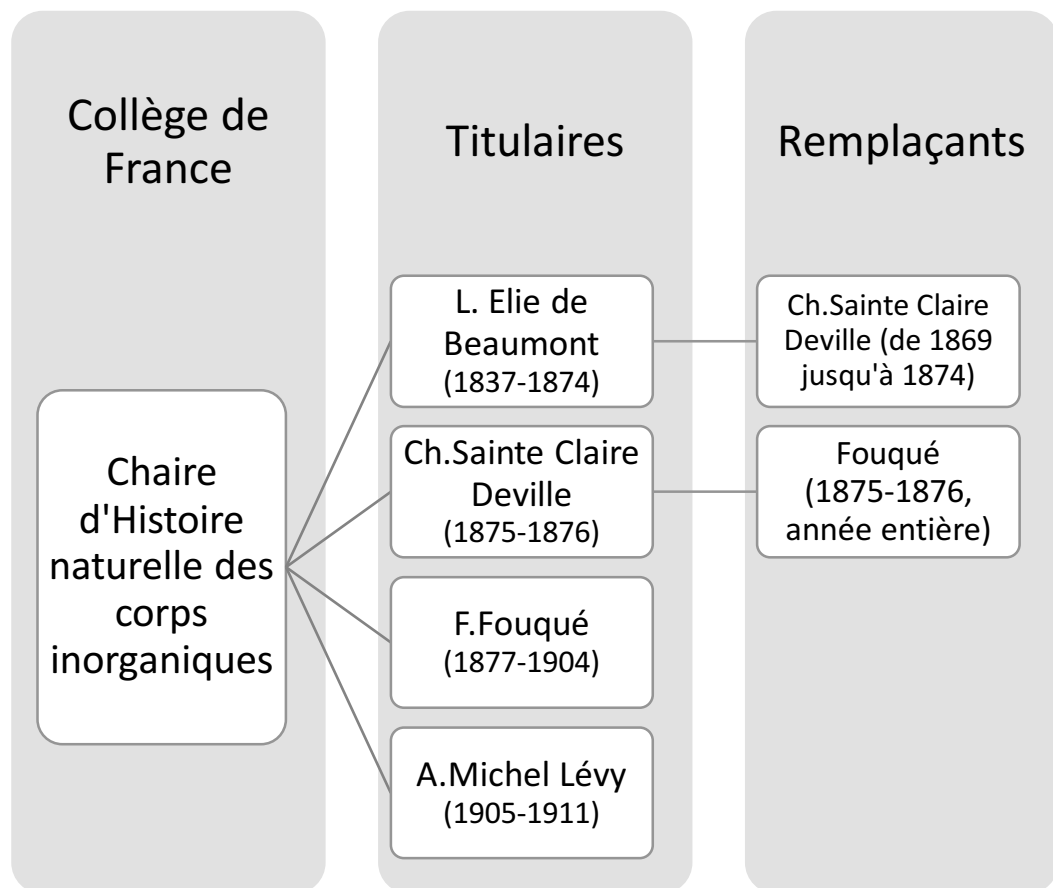 Collège de
France
Titulaires
Remplaçants
Chaire
d'Histoire
naturelle des
corps
inorganiques
L. Elie de
Beaumont
(1837-1874)
Ch.Sainte Claire
Deville (de 1869
jusqu'à 1874)
Ch.Sainte Claire
Deville
(1875-1876)
Fouqué
(1875-1876,
année entière)
F.Fouqué
(1877-1904)
A.Michel Lévy
(1905-1911)